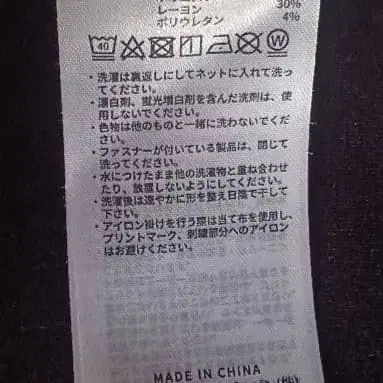 レーヨン 30%
ポリウレタン 4%
40
W
・洗濯は裏返しにしてネットに入れて洗っ
てください。
・漂白剤、蛍光増白剤を含んだ洗剤は、使
用しないでください。
・色物は他のものと一緒に洗わないでくだ
さい。
・ファスナーが付いている製品は、閉じて
洗ってください。
・水につけたまま他の洗濯物と重ね合わせ
たり、放置しないようにしてください。
・洗濯後は速やかに形を整え日陰で干して
下さい。
・アイロン掛けを行う際は当て布を使用し、
プリントマーク、刺繍部分へのアイロン
はお避けください。
MADE IN CHINA